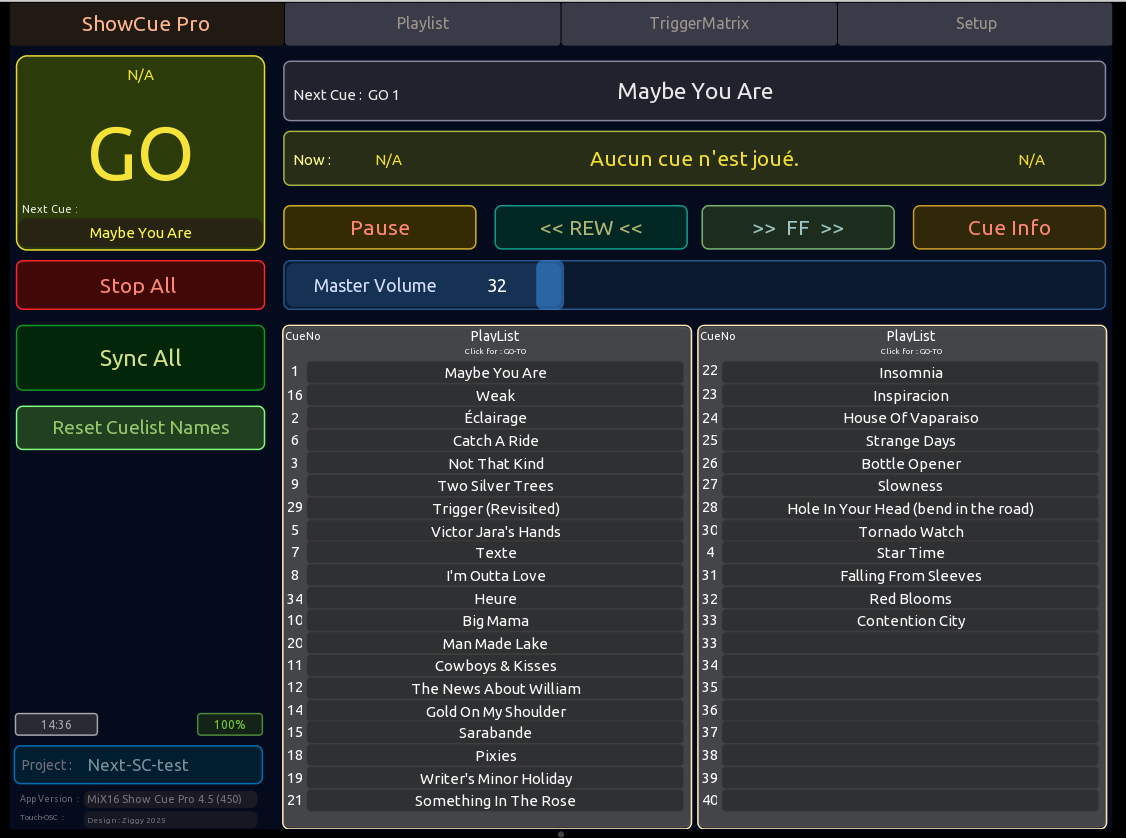 ShowCue Pro
Playlist
TriggerMatrix
Setup
N/A
GO
Next Cue :
Maybe You Are
Next Cue : GO 1
Maybe You Are
Now : N/A Aucun cue n'est joué. N/A
Pause
<< REW <<
>> FF >>
Cue Info
Stop All
Master Volume 32
Sync All
Reset Cuelist Names
CueNo PlayList
Click for : GO-TO
1 Maybe You Are
16 Weak
2 Éclairage
6 Catch A Ride
3 Not That Kind
9 Two Silver Trees
29 Trigger (Revisited)
5 Victor Jara's Hands
7 Texte
8 I'm Outta Love
34 Heure
10 Big Mama
20 Man Made Lake
11 Cowboys & Kisses
12 The News About William
14 Gold On My Shoulder
15 Sarabande
18 Pixies
19 Writer's Minor Holiday
21 Something In The Rose
CueNo PlayList
Click for : GO-TO
22 Insomnia
23 Inspiracion
24 House Of Vaparaiso
25 Strange Days
26 Bottle Opener
27 Slowness
28 Hole In Your Head (bend in the road)
30 Tornado Watch
4 Star Time
31 Falling From Sleeves
32 Red Blooms
33 Contention City
33
34
35
36
37
38
39
40
14:36
100%
Project : Next-SC-test
App Version : MiX16 Show Cue Pro 4.5 (450)
Touch-OSC :
Design : Ziggy 2025